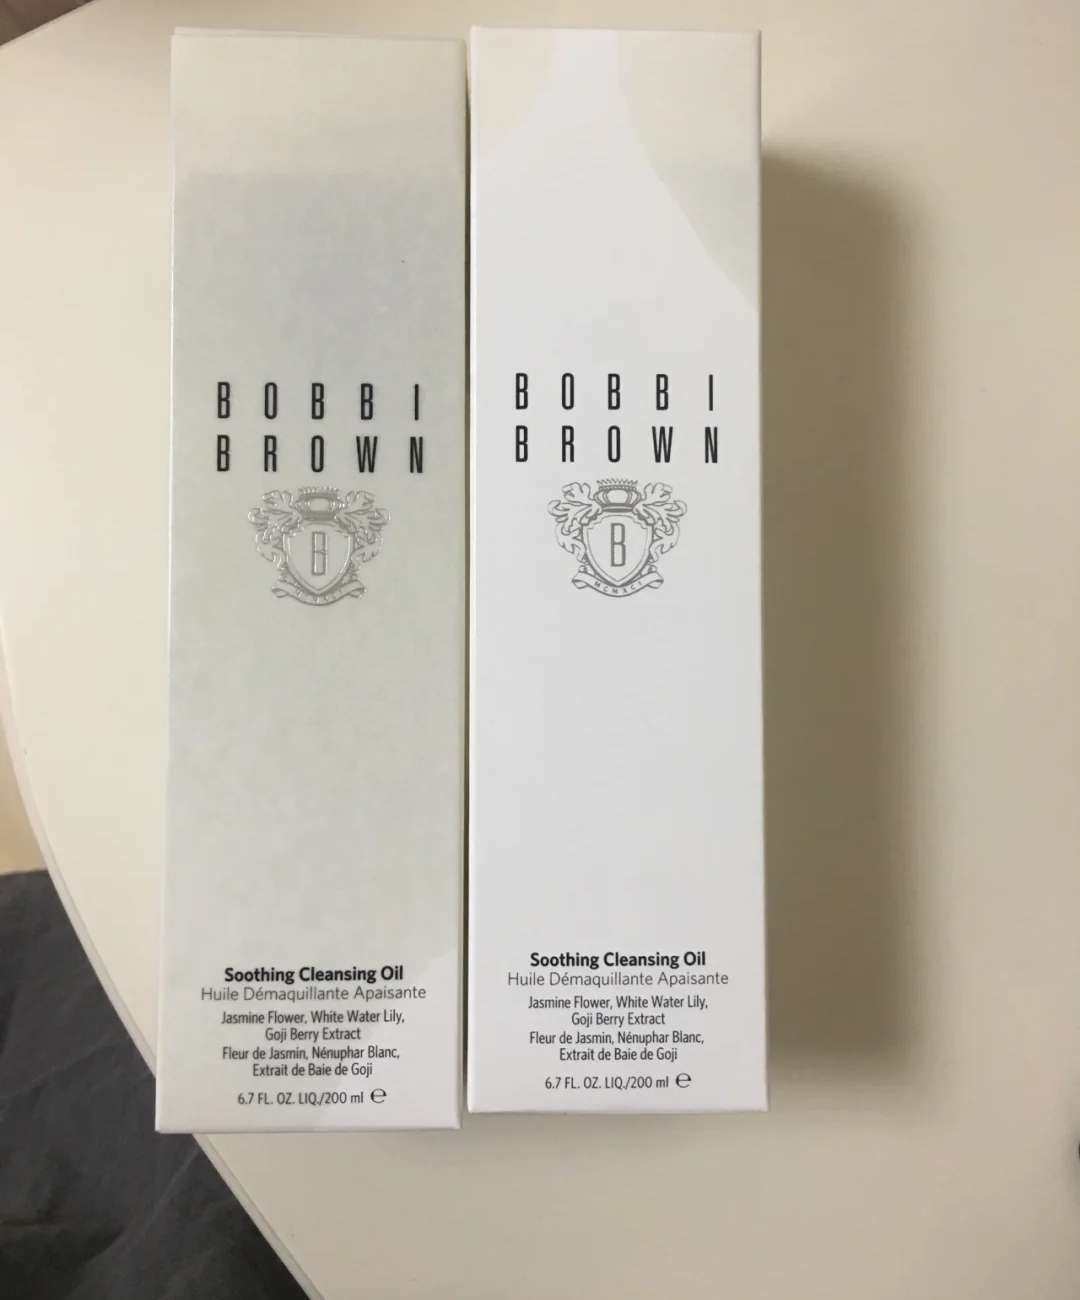 BOBBI
BROWN
B
MCMXCI
Soothing Cleansing Oil
Huile Démaquillante Apaisante
Jasmine Flower, White Water Lily,
Goji Berry Extract
Fleur de Jasmin, Nénuphar Blanc,
Extrait de Baie de Goji
6.7 FL. OZ. LIQ./200 ml ℮
BOBBI
BROWN
B
MCMXCI
Soothing Cleansing Oil
Huile Démaquillante Apaisante
Jasmine Flower, White Water Lily,
Goji Berry Extract
Fleur de Jasmin, Nénuphar Blanc,
Extrait de Baie de Goji
6.7 FL. OZ. LIQ./200 ml ℮